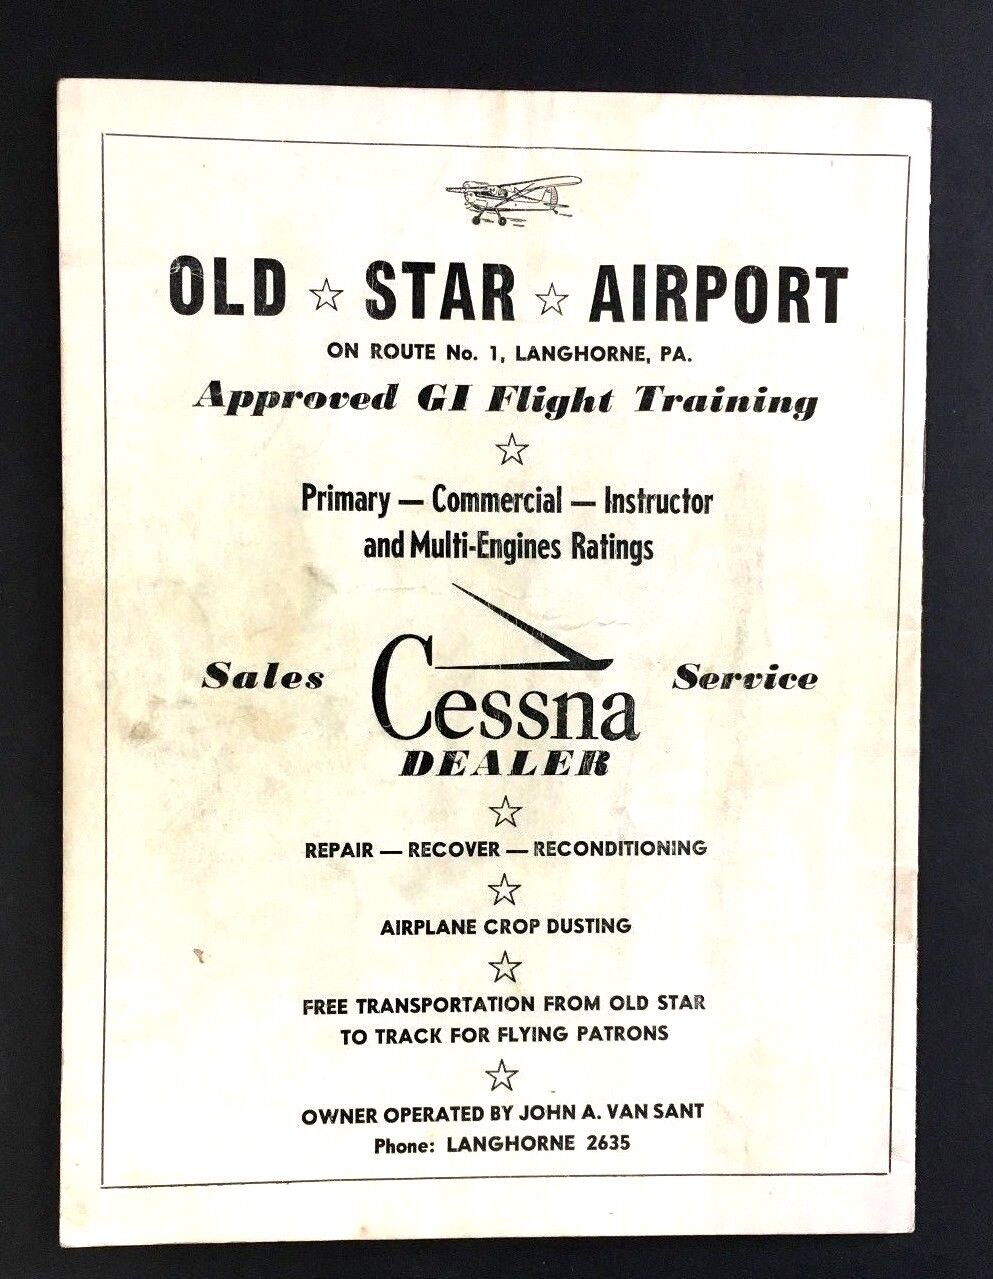 OLD ☆ STAR ☆ AIRPORT
ON ROUTE No. 1, LANGHORNE, PA.
Approved GI Flight Training
Primary — Commercial — Instructor
and Multi-Engines Ratings
Sales Cessna Service
DEALER
REPAIR — RECOVER — RECONDITIONING
AIRPLANE CROP DUSTING
FREE TRANSPORTATION FROM OLD STAR
TO TRACK FOR FLYING PATRONS
OWNER OPERATED BY JOHN A. VAN SANT
Phone: LANGHORNE 2635